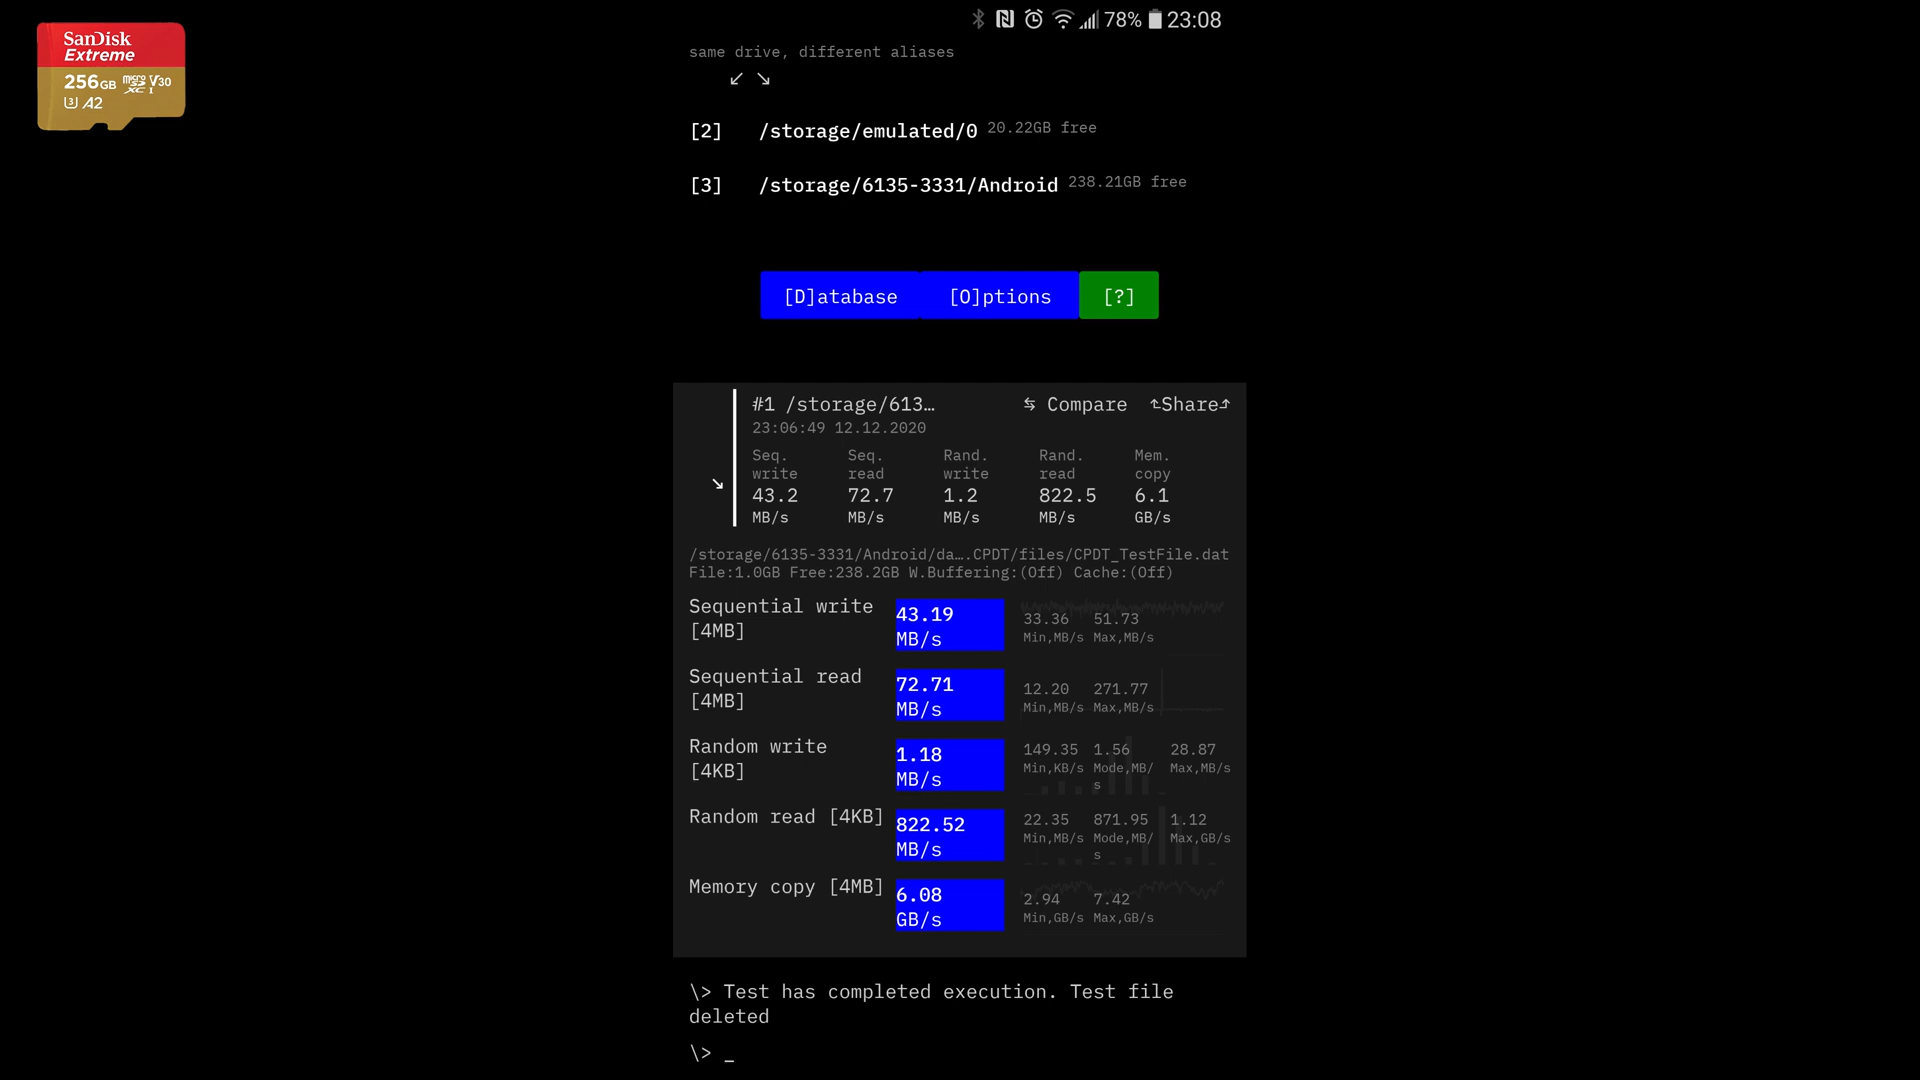 SanDisk
Extreme
256GB micro SD XC I V30
3 A2
78% 23:08
same drive, different aliases
↙ ↘
[2] /storage/emulated/0 20.22GB free
[3] /storage/6135-3331/Android 238.21GB free
[D]atabase [O]ptions [?]
#1 /storage/613… ⇆ Compare ⮤Share⮥
23:06:49 12.12.2020
Seq. Seq. Rand. Rand. Mem.
write read write read copy
↘ 43.2 72.7 1.2 822.5 6.1
MB/s MB/s MB/s MB/s GB/s
/storage/6135-3331/Android/da….CPDT/files/CPDT_TestFile.dat
File:1.0GB Free:238.2GB W.Buffering:(Off) Cache:(Off)
Sequential write 43.19 33.36 51.73
[4MB] MB/s Min,MB/s Max,MB/s
Sequential read 72.71 12.20 271.77
[4MB] MB/s Min,MB/s Max,MB/s
Random write 1.18 149.35 1.56 28.87
[4KB] MB/s Min,KB/s Mode,MB/ Max,MB/s
s
Random read [4KB] 822.52 22.35 871.95 1.12
MB/s Min,MB/s Mode,MB/ Max,GB/s
s
Memory copy [4MB] 6.08 2.94 7.42
GB/s Min,GB/s Max,GB/s
\> Test has completed execution. Test file
deleted
\> _